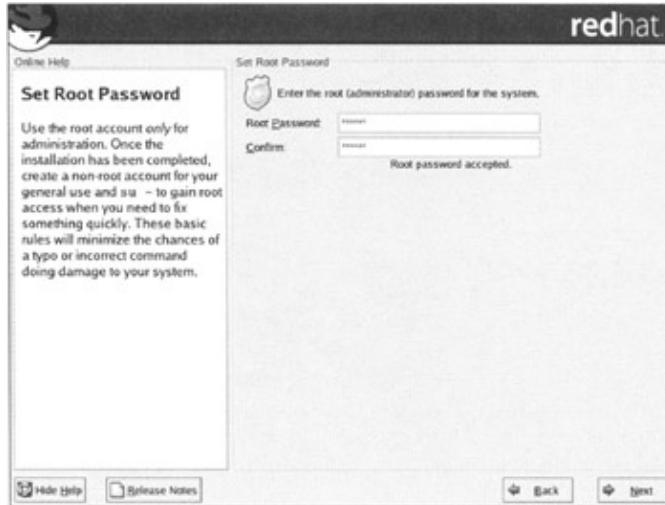 redhat.
Online Help
Set Root Password
Use the root account only for
administration. Once the
installation has been completed,
create a non-root account for your
general use and su - to gain root
access when you need to fix
something quickly. These basic
rules will minimize the chances of
a typo or incorrect command
doing damage to your system.
Set Root Password
Enter the root (administrator) password for the system.
Root Password:
Confirm:
Root password accepted.
Hide Help
Release Notes
Back
Next